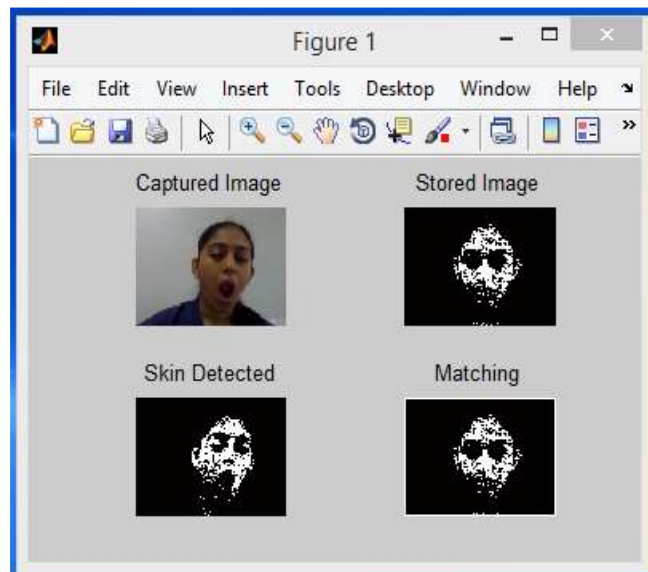 Figure 1
File Edit View Insert Tools Desktop Window Help
Captured Image Stored Image
Skin Detected Matching